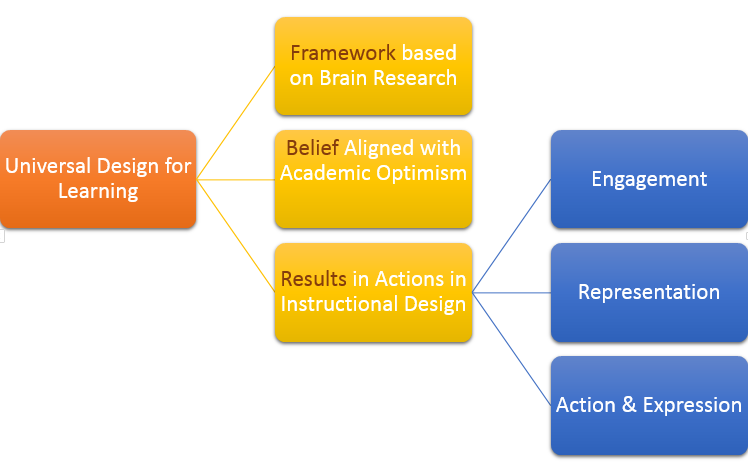 Universal Design for
Learning
Framework based
on Brain Research
Belief Aligned with
Academic Optimism
Results in Actions in
Instructional Design
Engagement
Representation
Action & Expression